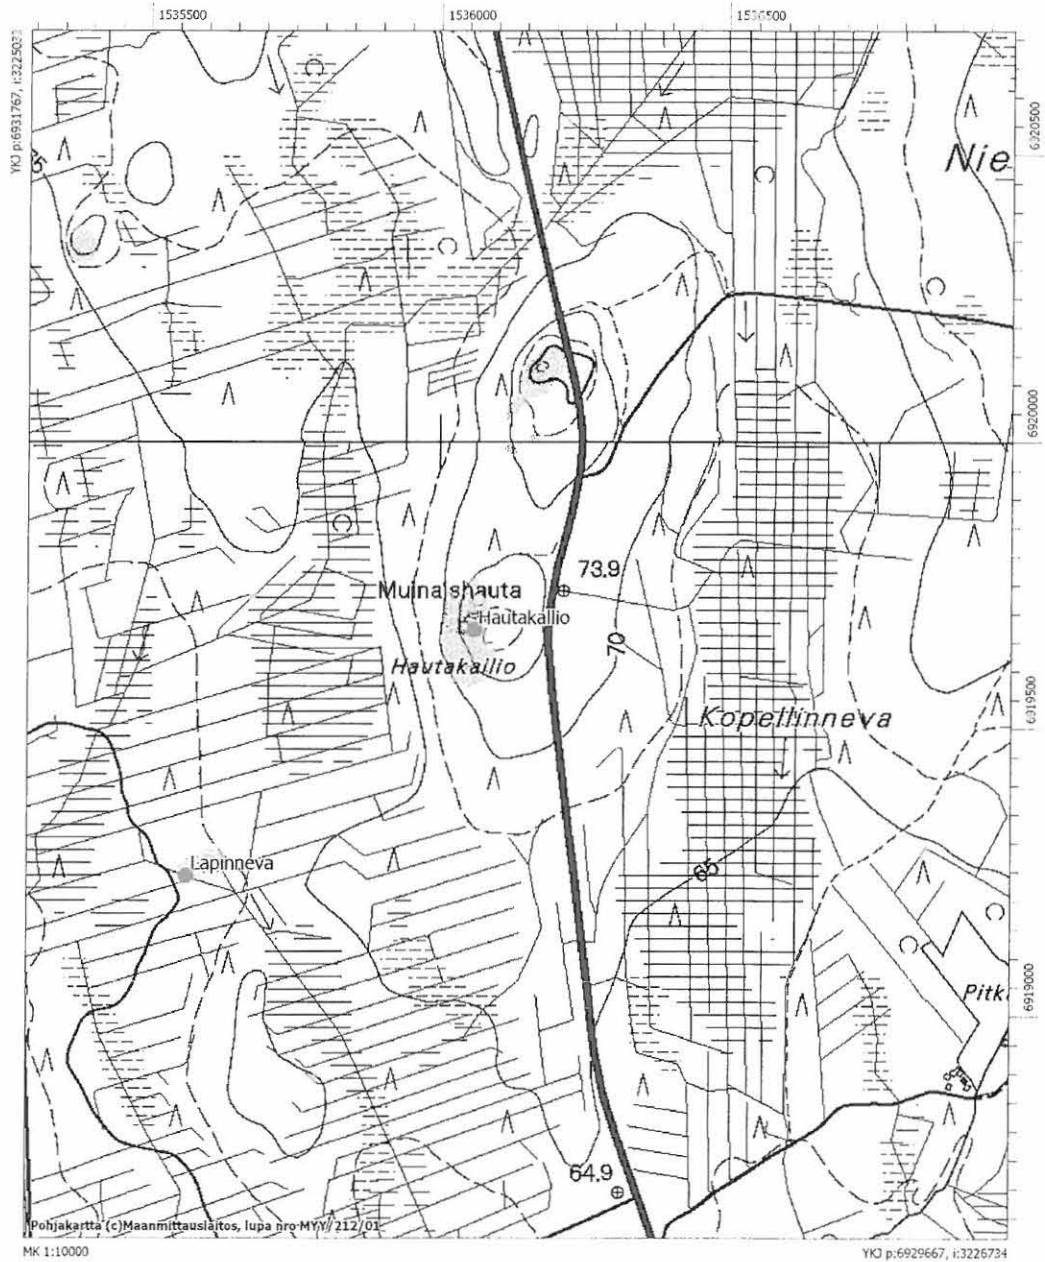 1535500
1536000
1536500
YKJ p:6931767, i:3225033
6920500
Nie
6920000
73.9
Muinaishauta
Hautakallio
Hautakallio
70
6919500
Kopellinneva
Lapinneva
65
6919000
Pitk
64.9
Pohjakartta (c)Maanmittauslaitos, lupa nro MYY/212/01
MK 1:10000
YKJ p:6929667, i:3226734